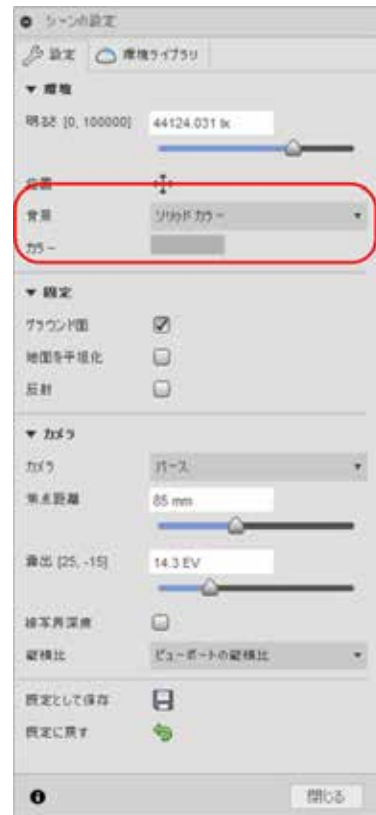 シーンの設定
設定 環境ライブラリ
▼ 環境
明るさ [0, 100000] 44124.031 lx
位置
背景 ソリッド カラー
カラー
▼ 固定
グラウンド面
地面を平坦化
反射
▼ カメラ
カメラ パース
焦点距離 85 mm
露出 [25, -15] 14.3 EV
被写界深度
縦横比 ビューポートの縦横比
既定として保存
既定に戻す
閉じる